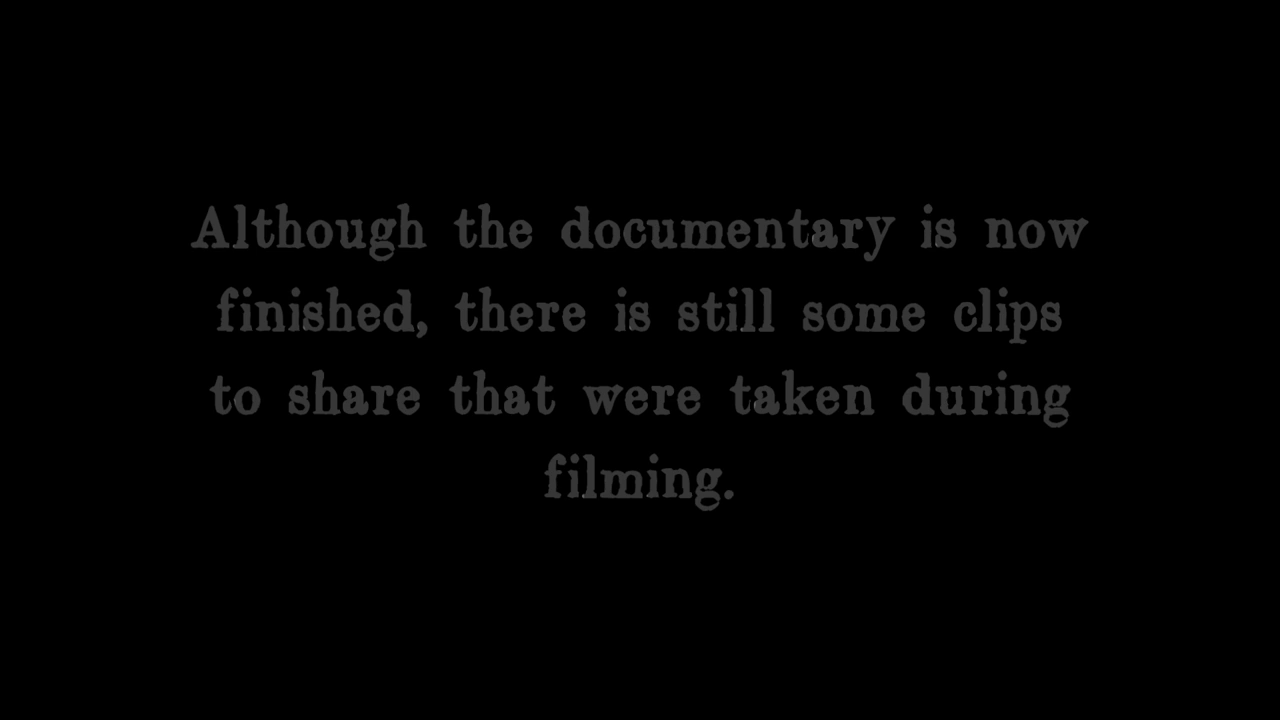 Although the documentary is now
finished, there is still some clips
to share that were taken during
filming.